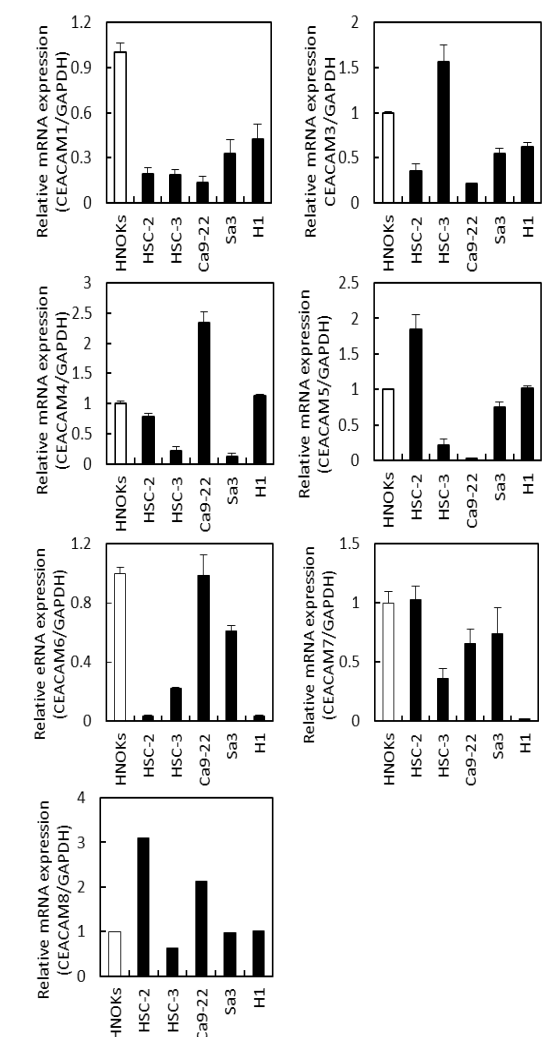 Relative mRNA expression
(CEACAM1/GAPDH)
1.2
0.9
0.6
0.3
0
HNOKs
HSC-2
HSC-3
Ca9-22
Sa3
H1
Relative mRNA expression
CEACAM3/GAPDH
2
1.5
1
0.5
0
HNOKs
HSC-2
HSC-3
Ca9-22
Sa3
H1
Relative mRNA expression
(CEACAM4/GAPDH)
3
2.5
2
1
0.5
0
HNOKs
HSC-2
HSC-3
Ca9-22
Sa3
H1
Relative mRNA expression
(CEACAM5/GAPDH)
2.5
2
1.5
1
0.5
0
HNOKs
HSC-2
HSC-3
Ca9-22
Sa3
H1
Relative eRNA expression
(CEACAM6/GAPDH)
1.2
0.8
0.4
0
HNOKs
HSC-2
HSC-3
Ca9-22
Sa3
H1
Relative mRNA expression
(CEACAM7/GAPDH)
1.5
1
0.5
0
HNOKs
HSC-2
HSC-3
Ca9-22
Sa3
H1
Relative mRNA expression
(CEACAM8/GAPDH)
4
3
2
1
0
HNOKs
HSC-2
HSC-3
Ca9-22
Sa3
H1